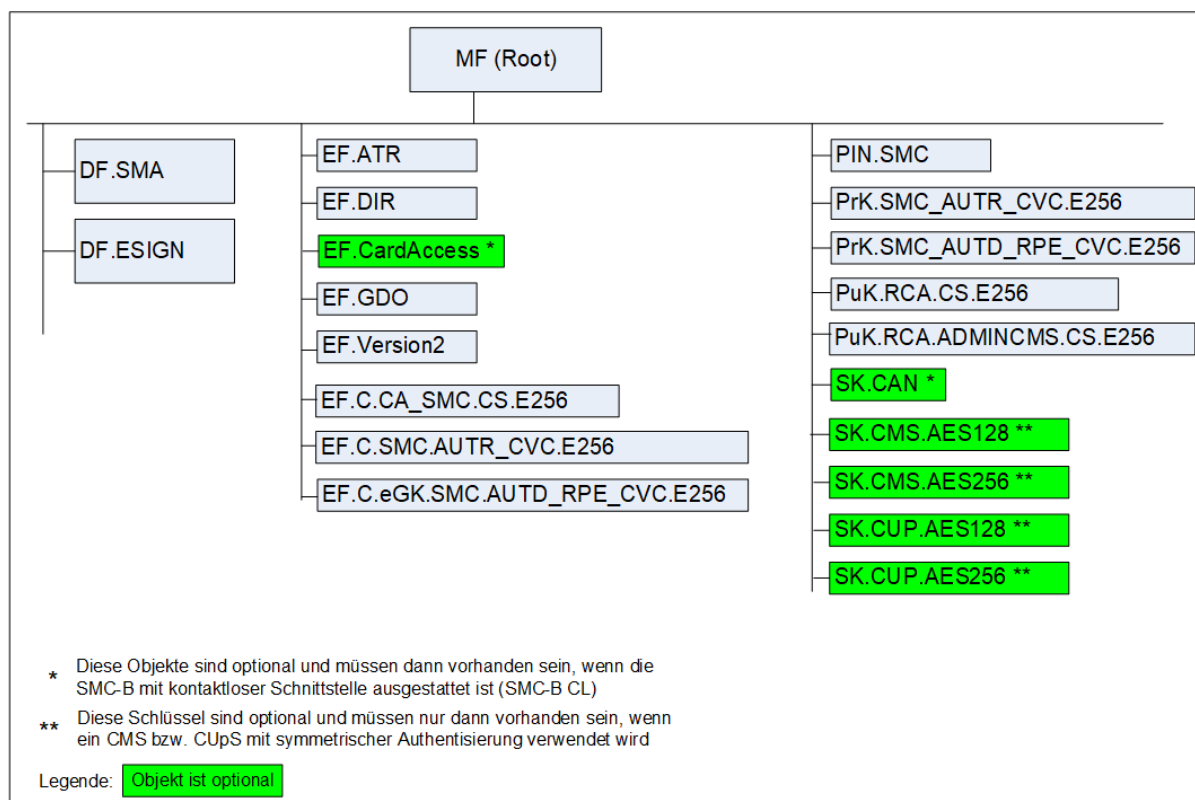 MF (Root)
DF.SMA
DF.ESIGN
EF.ATR
EF.DIR
EF.CardAccess *
EF.GDO
EF.Version2
EF.C.CA_SMC.CS.E256
EF.C.SMC.AUTR_CVC.E256
EF.C.eGK.SMC.AUTD_RPE_CVC.E256
PIN.SMC
PrK.SMC_AUTR_CVC.E256
PrK.SMC_AUTD_RPE_CVC.E256
PuK.RCA.CS.E256
PuK.RCA.ADMINCMS.CS.E256
SK.CAN *
SK.CMS.AES128 **
SK.CMS.AES256 **
SK.CUP.AES128 **
SK.CUP.AES256 **
* Diese Objekte sind optional und müssen dann vorhanden sein, wenn die
SMC-B mit kontaktloser Schnittstelle ausgestattet ist (SMC-B CL)
** Diese Schlüssel sind optional und müssen nur dann vorhanden sein, wenn
ein CMS bzw. CUpS mit symmetrischer Authentisierung verwendet wird
Legende: Objekt ist optional